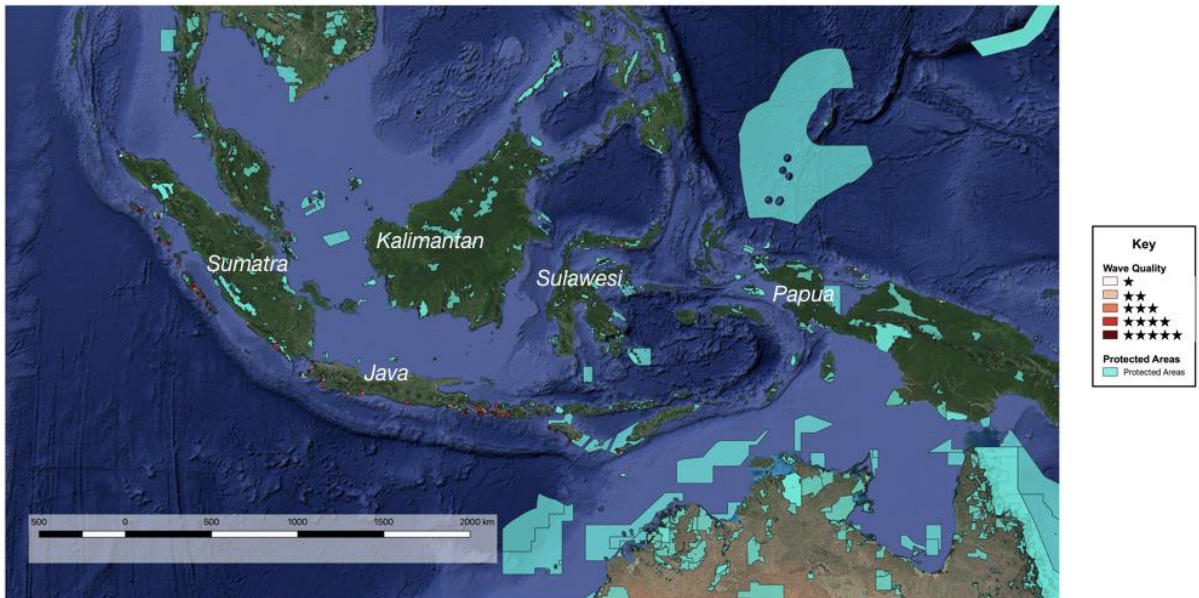 Kalimantan
Sumatra
Sulawesi
Papua
Java
500 0 500 1000 1500 2000 km
Key
Wave Quality
★
★★
★★★
★★★★
★★★★★
Protected Areas
Protected Areas